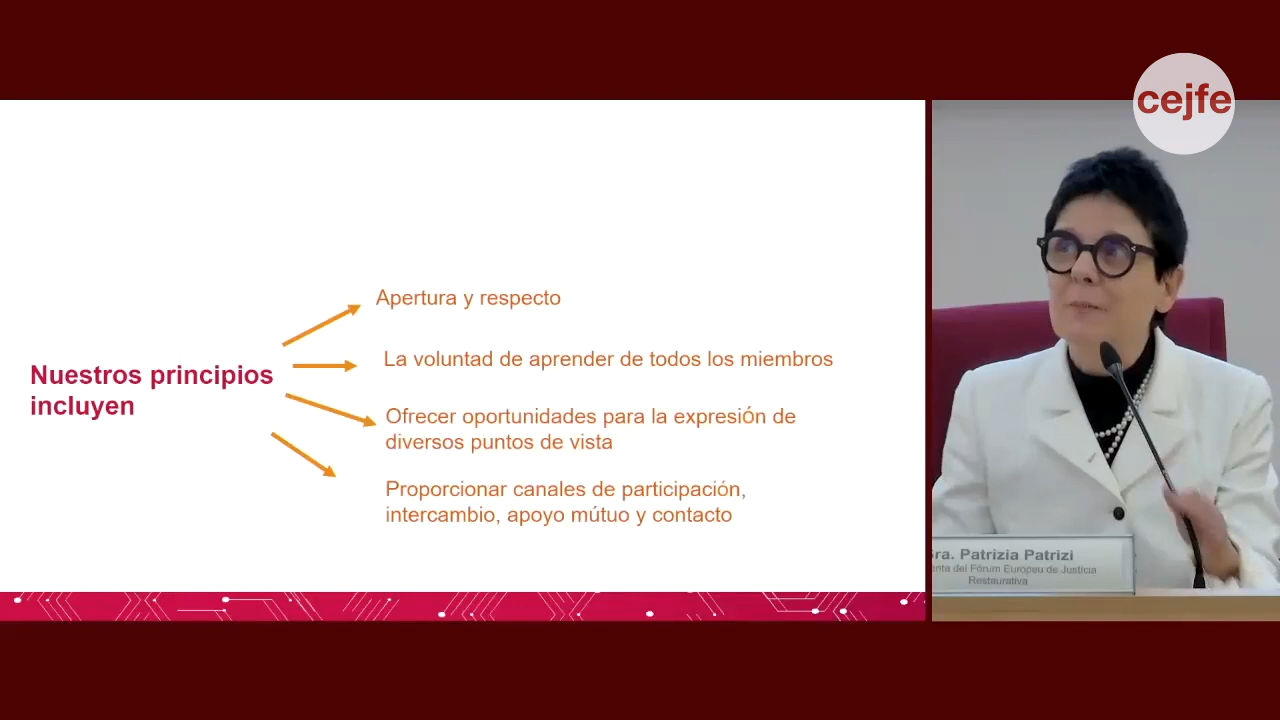 cejfe
Apertura y respecto
La voluntad de aprender de todos los miembros
Nuestros principios
incluyen
Ofrecer oportunidades para la expresión de
diversos puntos de vista
Proporcionar canales de participación,
intercambio, apoyo mútuo y contacto
Sra. Patrizia Patrizi
del Fòrum Europeu de Justícia
Restaurativa